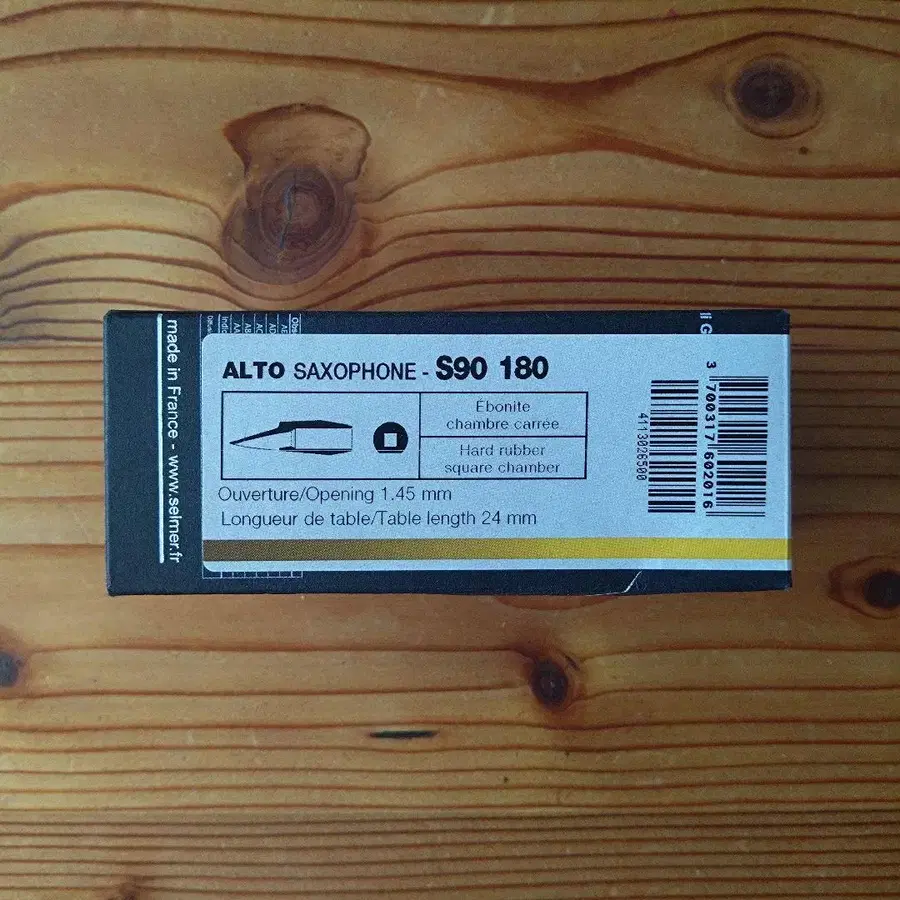 made in France - www.selmer.fr
ALTO SAXOPHONE - S90 180
Ébonite
chambre carrée
Hard rubber
square chamber
Ouverture/Opening 1.45 mm
Longueur de table/Table length 24 mm
4113026500
3 700317 602016